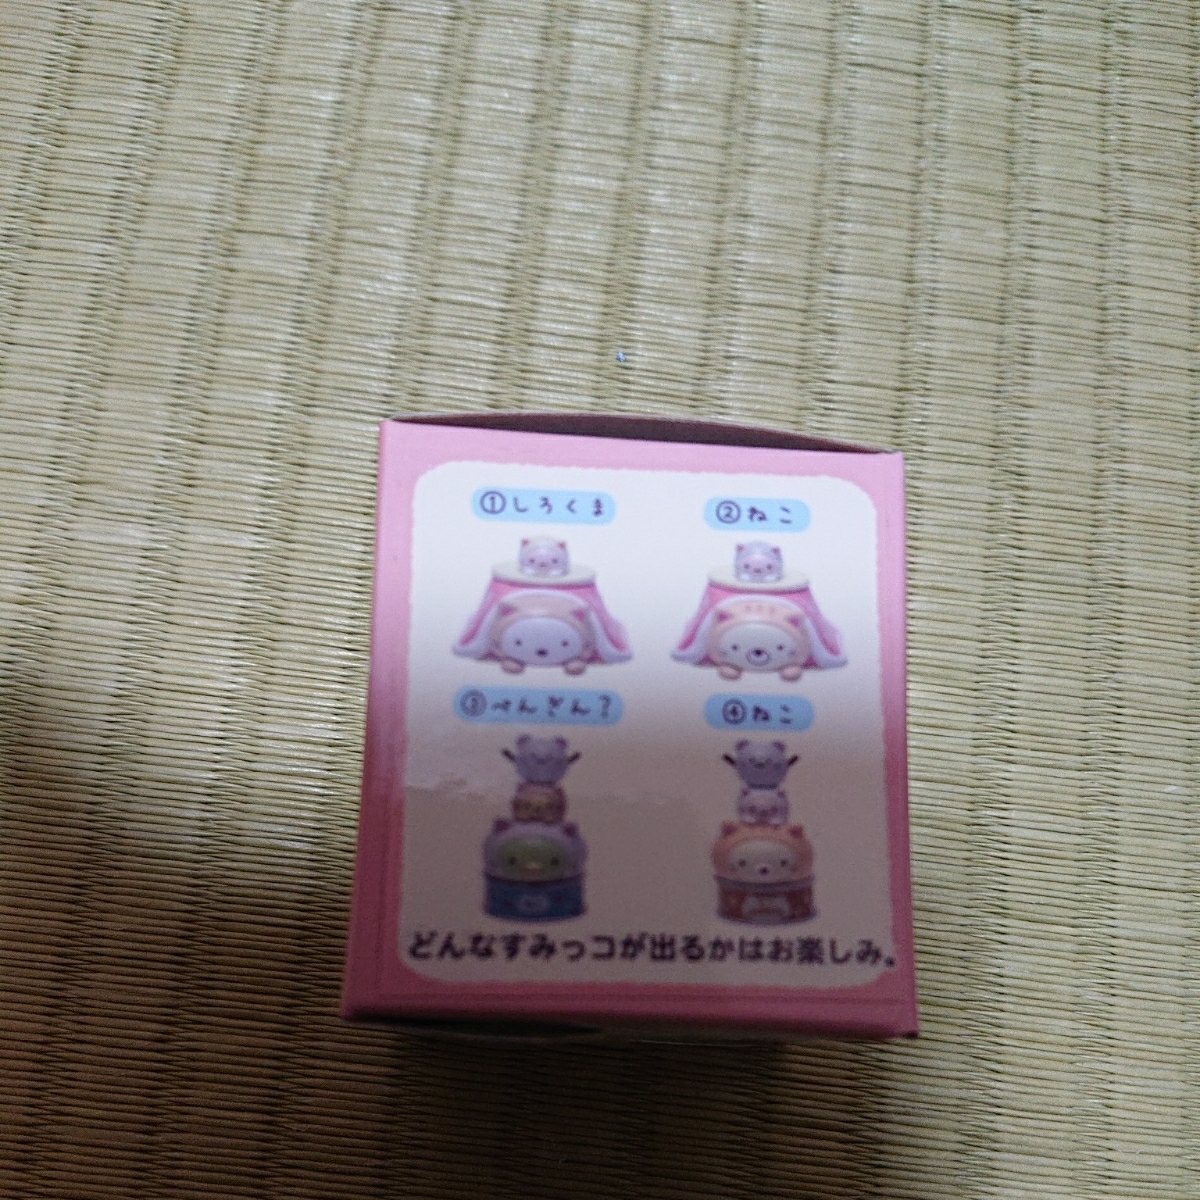 ①しろくま
②ねこ
③ぺんぎん?
④ねこ
どんなすみっコが出るかはお楽しみ。